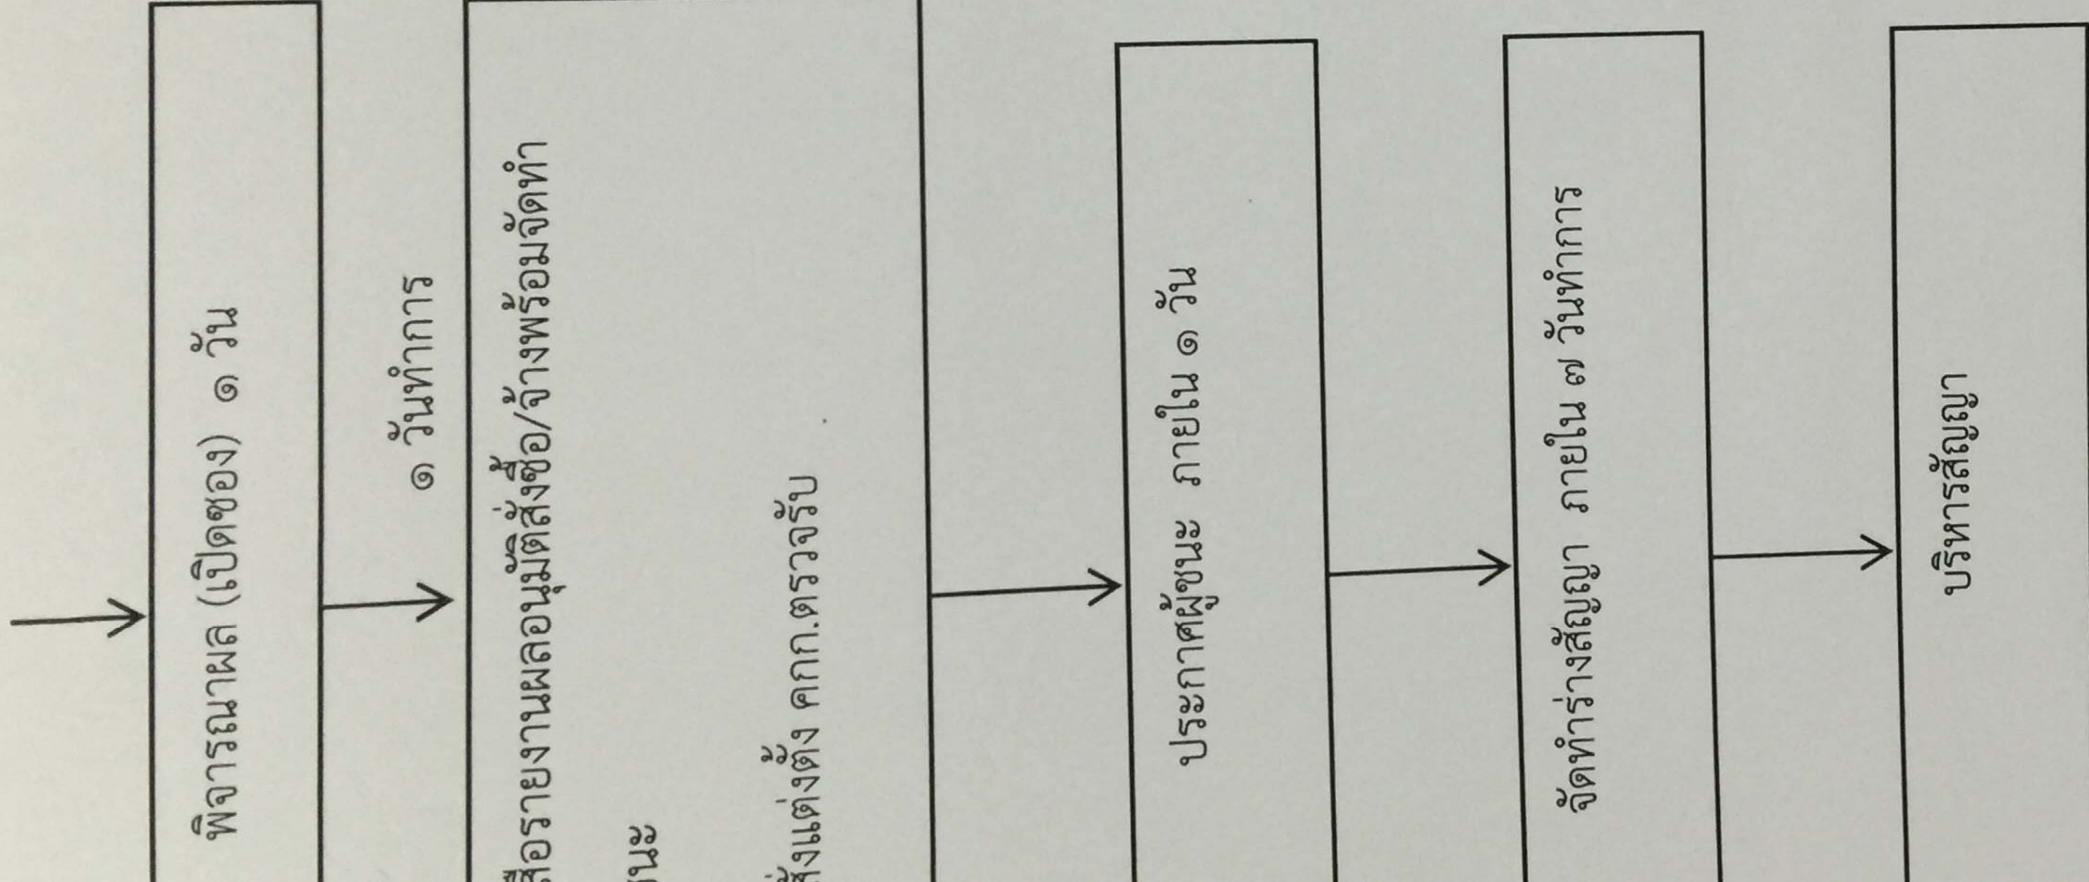 พิจารณาผล (เปิดซอง) ๑ วัน
๑ วันทำการ
สือรายงานผลอนุมัติสั่งซื้อ/จ้างพร้อมจัดทำ
ชนะ
สั่งแต่งตั้ง คกก.ตรวจรับ
ประกาศผู้ชนะ ภายใน ๑ วัน
จัดทำร่างสัญญา ภายใน ๗ วันทำการ
บริหารสัญญา